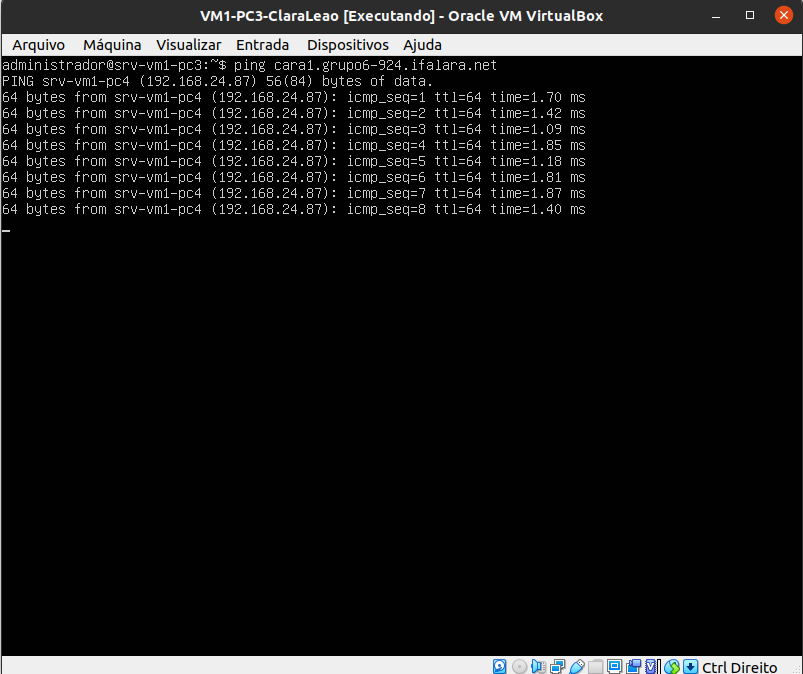 VM1-PC3-ClaraLeao [Executando] - Oracle VM VirtualBox
Arquivo Máquina Visualizar Entrada Dispositivos Ajuda
administrador@srv-vm1-pc3:~$ ping cara1.grupo6-924.ifalara.net
PING srv-vm1-pc4 (192.168.24.87) 56(84) bytes of data.
64 bytes from srv-vm1-pc4 (192.168.24.87): icmp_seq=1 ttl=64 time=1.70 ms
64 bytes from srv-vm1-pc4 (192.168.24.87): icmp_seq=2 ttl=64 time=1.42 ms
64 bytes from srv-vm1-pc4 (192.168.24.87): icmp_seq=3 ttl=64 time=1.09 ms
64 bytes from srv-vm1-pc4 (192.168.24.87): icmp_seq=4 ttl=64 time=1.85 ms
64 bytes from srv-vm1-pc4 (192.168.24.87): icmp_seq=5 ttl=64 time=1.18 ms
64 bytes from srv-vm1-pc4 (192.168.24.87): icmp_seq=6 ttl=64 time=1.81 ms
64 bytes from srv-vm1-pc4 (192.168.24.87): icmp_seq=7 ttl=64 time=1.87 ms
64 bytes from srv-vm1-pc4 (192.168.24.87): icmp_seq=8 ttl=64 time=1.40 ms
Ctrl Direito